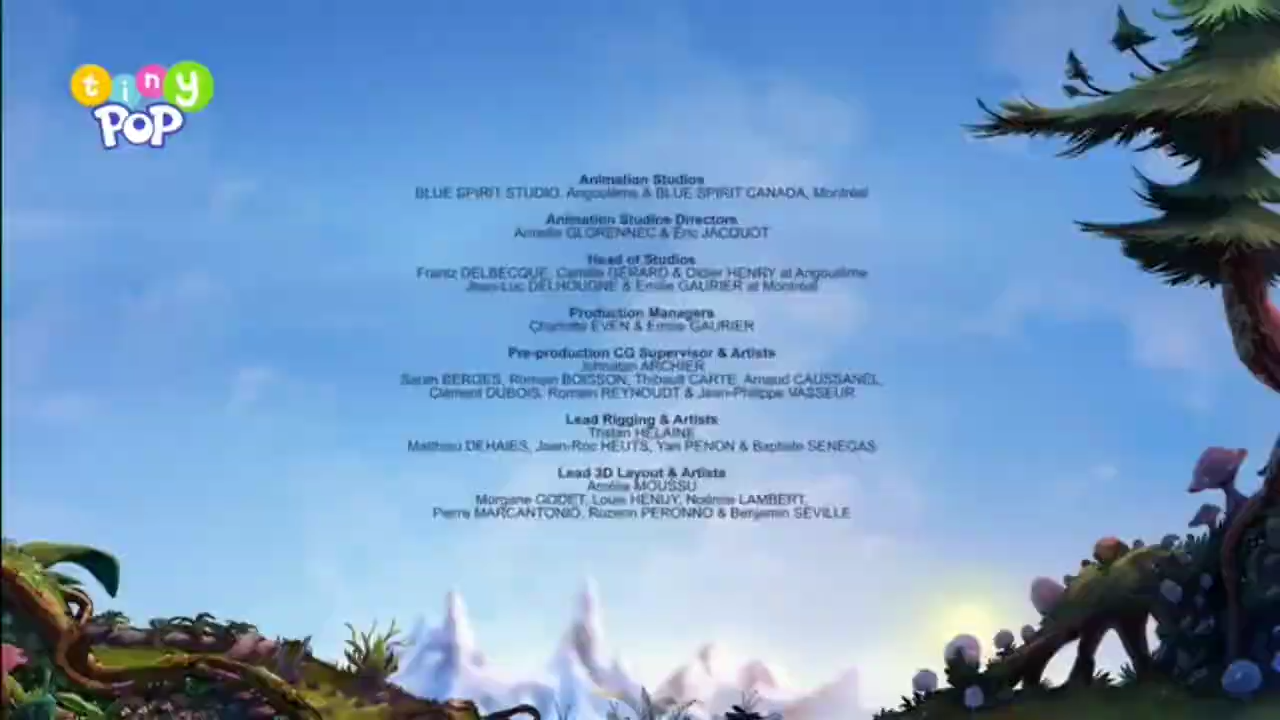 tiny
POP
Animation Studios
BLUE SPIRIT STUDIO, Angoulême & BLUE SPIRIT CANADA, Montréal
Animation Studios Directors
Armelle GLORENNEC & Éric JACQUOT
Head of Studios
Frantz DELBECQUE, Camille GÉRARD & Didier HENRY at Angoulême
Jean-Luc DELHOUGNE & Emilie GAURIER at Montréal
Production Managers
Charlotte EVEN & Emilie GAURIER
Pre-production CG Supervisor & Artists
Johnatan ARCHIER
Sarah BERGES, Romain BOISSON, Thibault CARTE, Arnaud CAUSSANEL,
Clément DUBOIS, Romain REYNOUDT & Jean-Philippe VASSEUR
Lead Rigging & Artists
Tristan HELAINE
Matthieu DEHAIES, Jean-Roc HEUTS, Yan PENON & Baptiste SENEGAS
Lead 3D Layout & Artists
Amélie MOUSSU
Morgane GODET, Louis HENUY, Noémie LAMBERT,
Pierre MARCANTONIO, PERONNO & Benjamin SÉVILLE